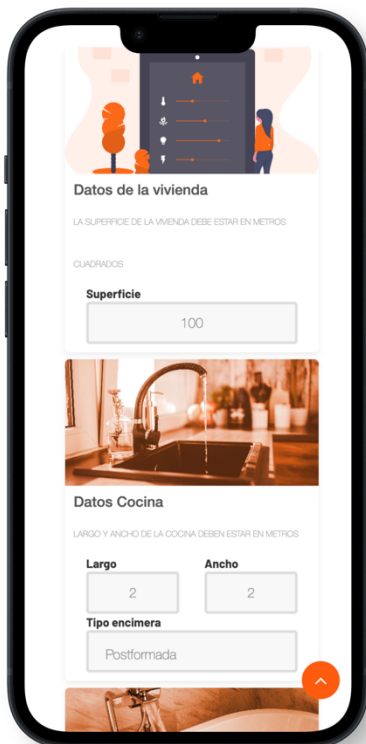 Datos de la vivienda
LA SUPERFICIE DE LA VIVIENDA DEBE ESTAR EN METROS
CUADRADOS
Superficie
100
Datos Cocina
LARGO Y ANCHO DE LA COCINA DEBEN ESTAR EN METROS
Largo Ancho
2 2
Tipo encimera
Postformada